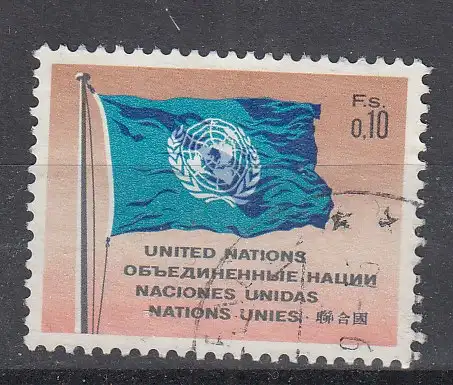 F.s.
0,10
UNITED NATIONS
ОБЪЕДИНЕННЫЕ НАЦИИ
NACIONES UNIDAS
NATIONS UNIES· 聯合國